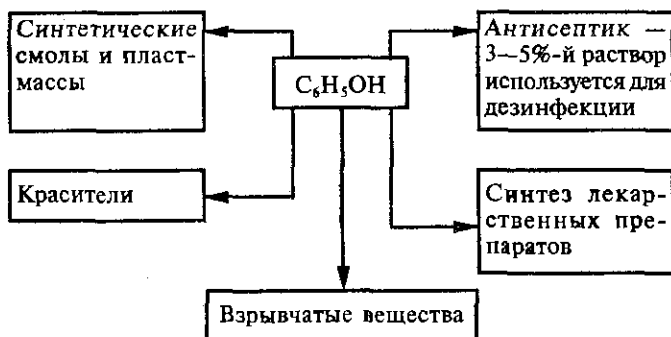 Синтетические
смолы и пласт-
массы
Антисептик —
3—5%-й раствор
используется для
дезинфекции
C₆H₅OH
Красители
Синтез лекар-
ственных пре-
паратов
Взрывчатые вещества